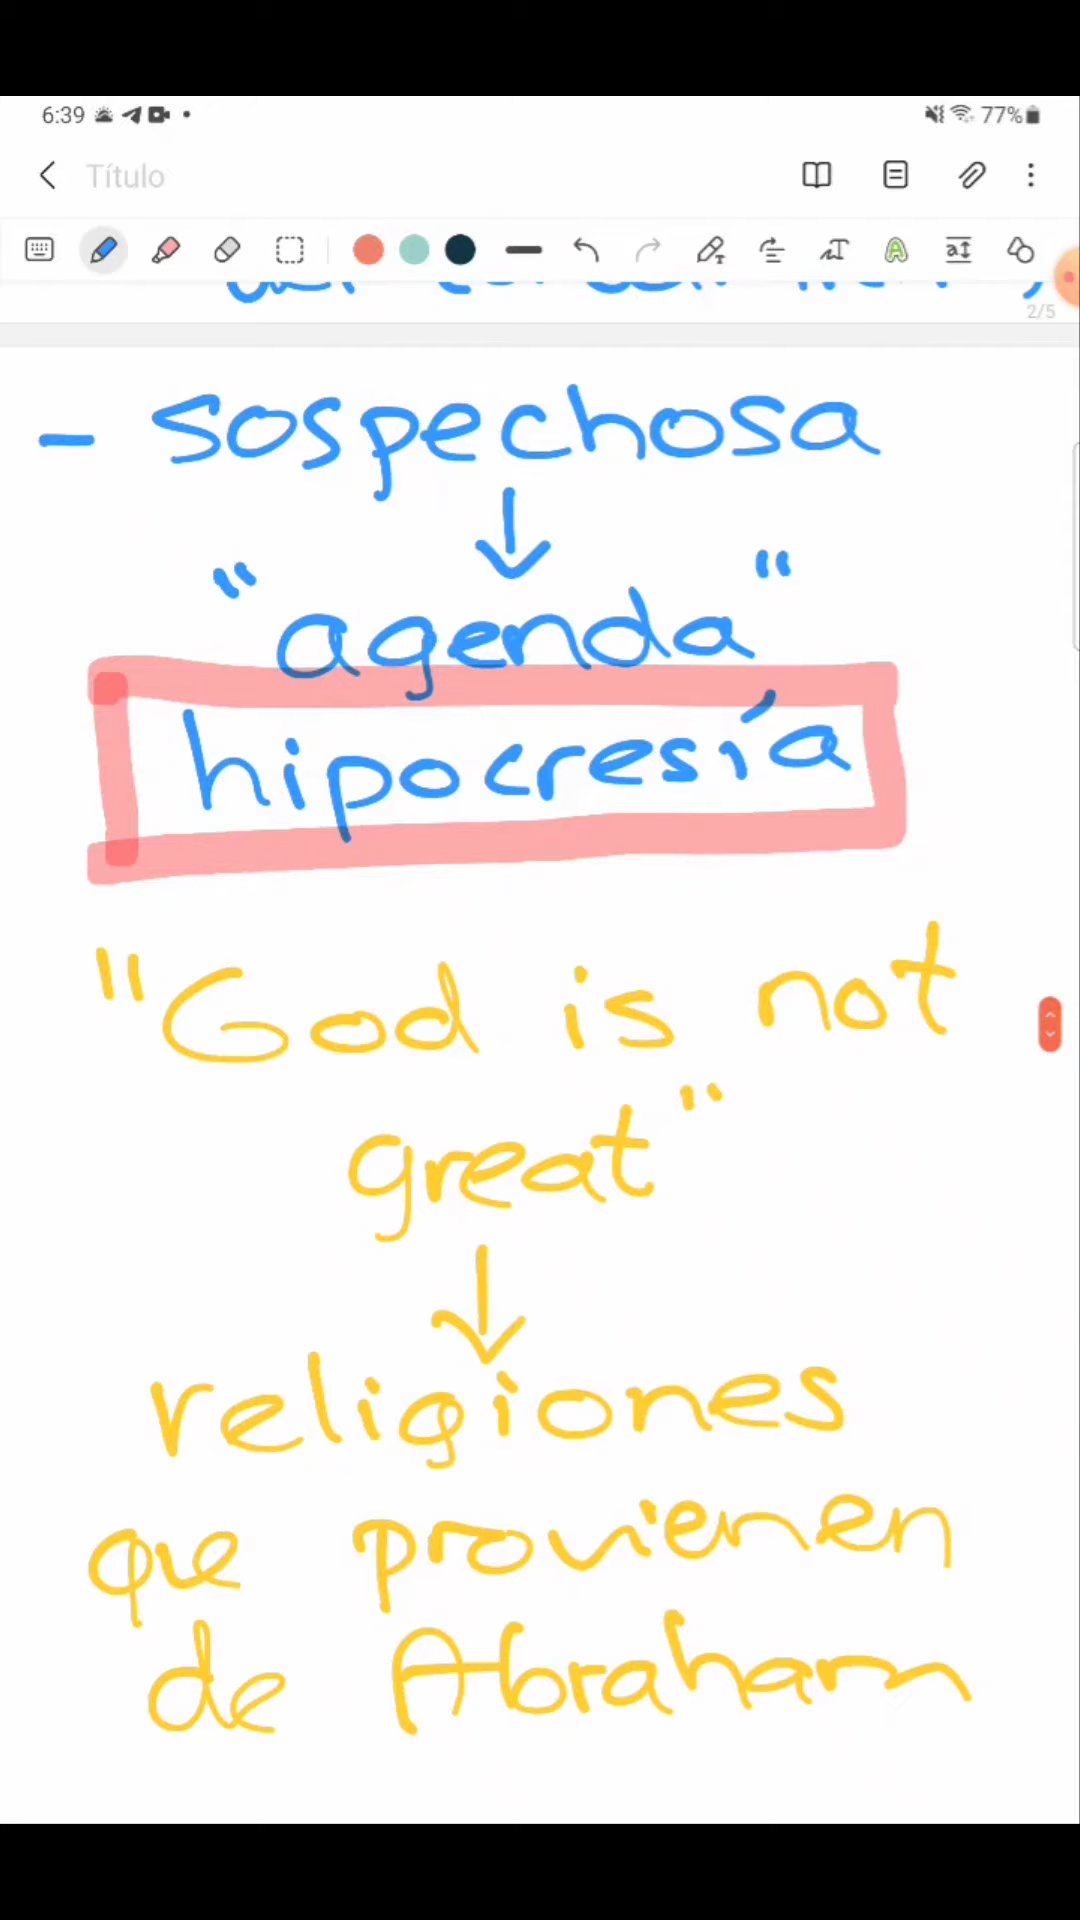 6:39
77%
Título
2/5
- sospechosa
↓
"agenda"
hipocresía
"God is not
great"
↓
religiones
que provienen
de Abraham